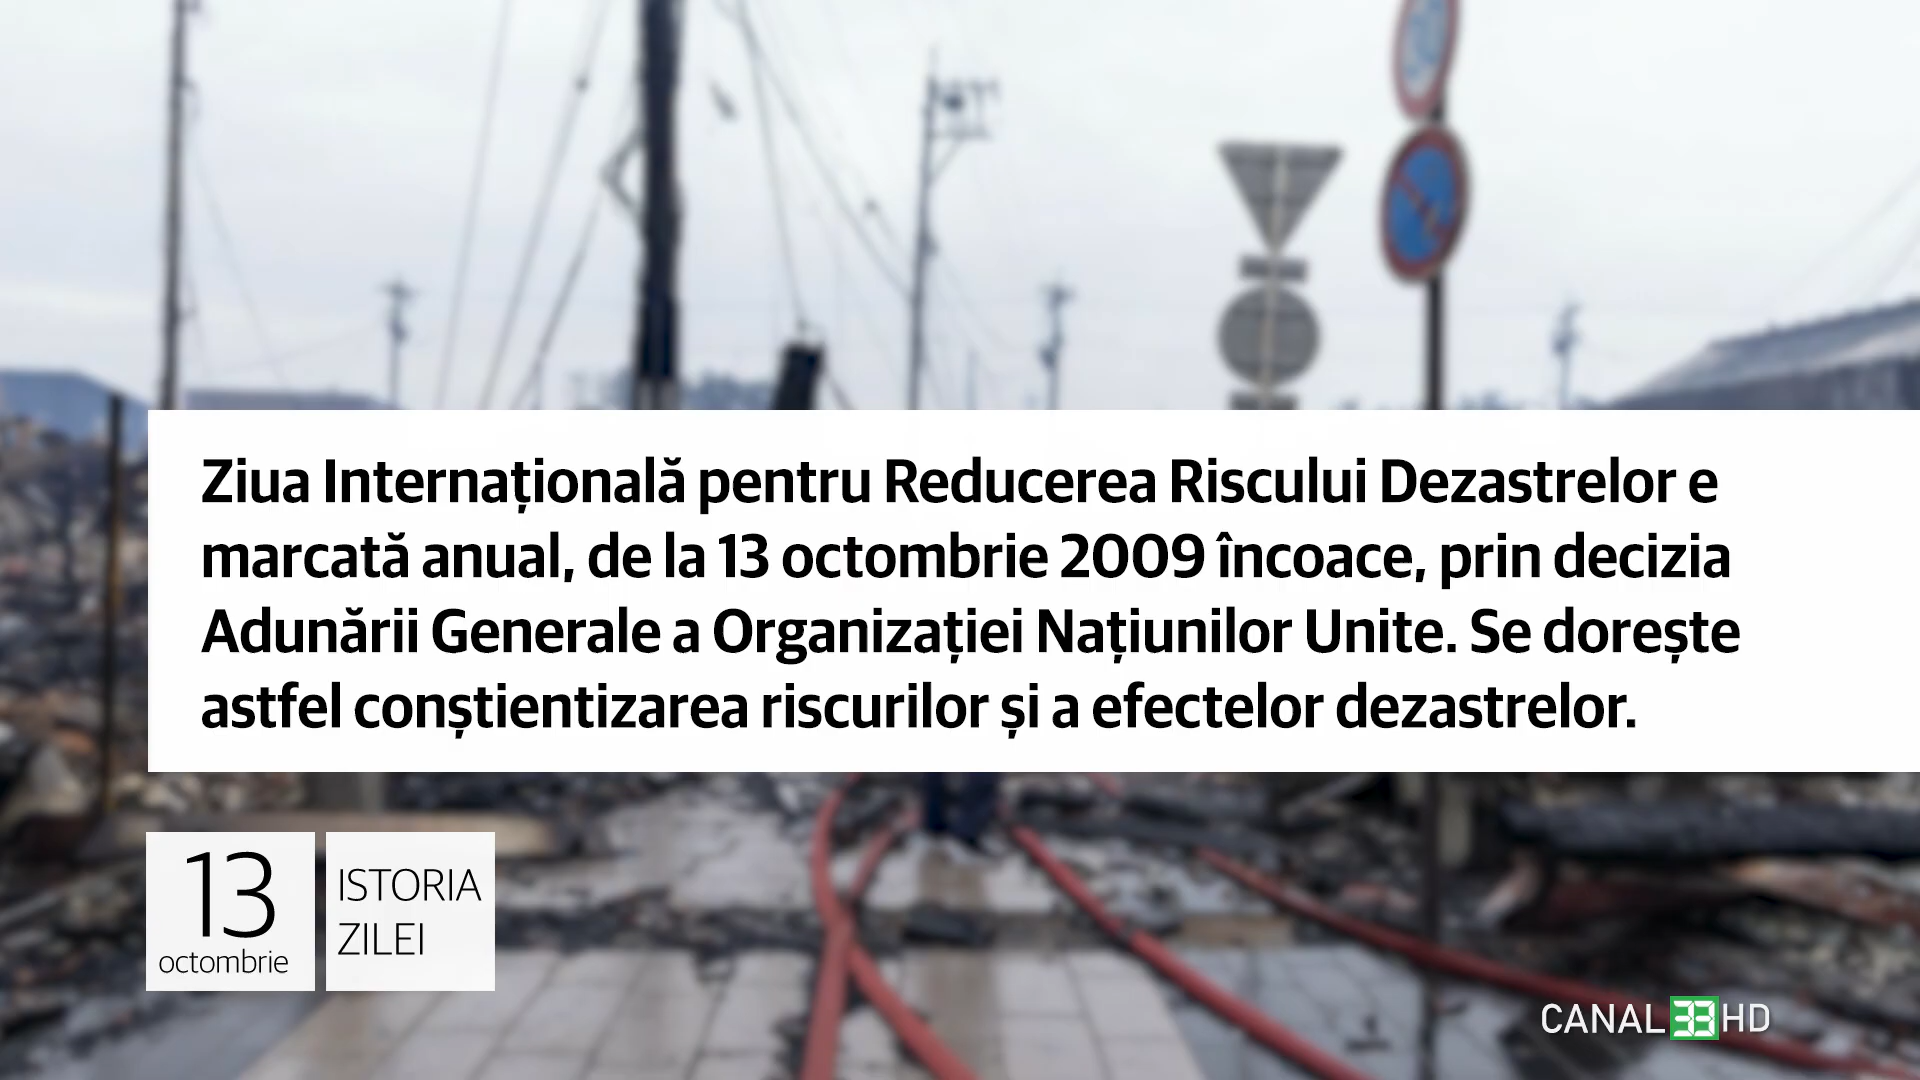 Ziua Internațională pentru Reducerea Riscului Dezastrelor e
marcată anual, de la 13 octombrie 2009 încoace, prin decizia
Adunării Generale a Organizației Națiunilor Unite. Se dorește
astfel conștientizarea riscurilor și a efectelor dezastrelor.
13
octombrie
ISTORIA
ZILEI
CANAL 33 HD